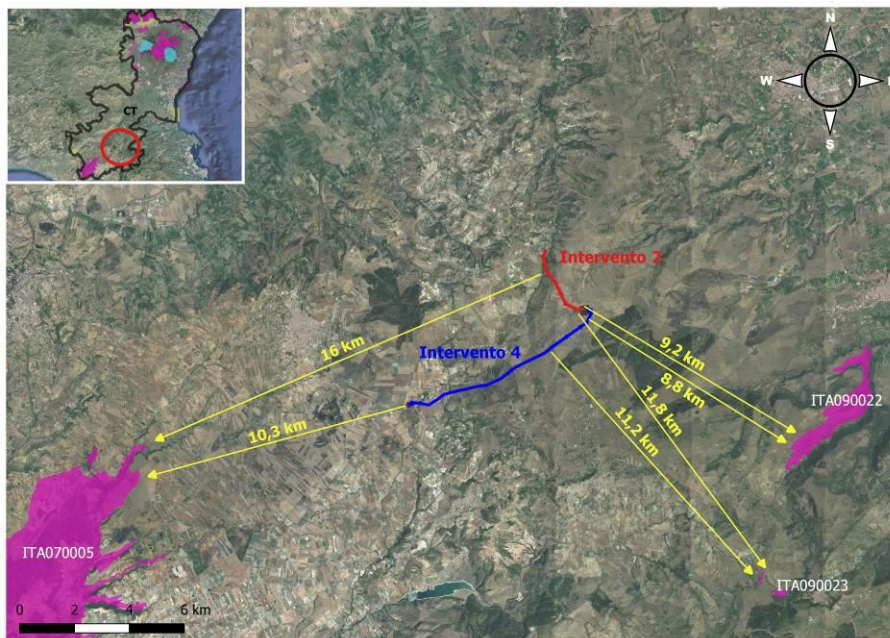 CT
N
W
S
Intervento 2
16 km
Intervento 4
9,2 km
8,8 km
11,8 km
11,2 km
10,3 km
ITA090022
ITA070005
ITA090023
0 2 4 6 km